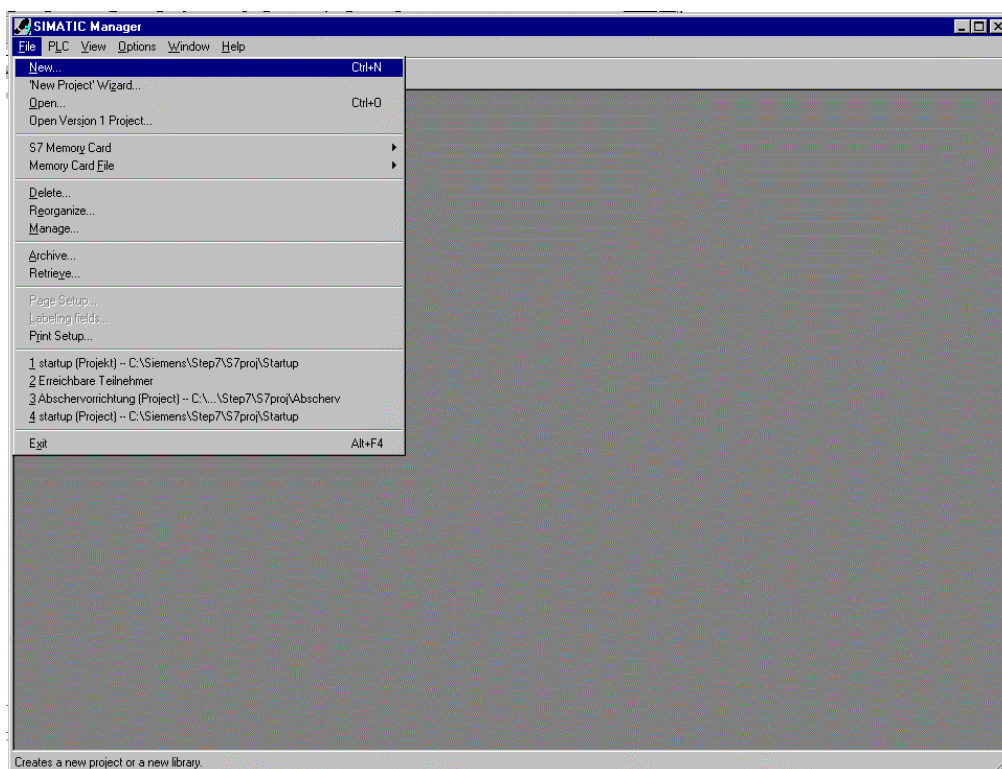 SIMATIC Manager
File PLC View Options Window Help
New... Ctrl+N
'New Project' Wizard...
Open... Ctrl+O
Open Version 1 Project...
S7 Memory Card
Memory Card File
Delete...
Reorganize...
Manage...
Archive...
Retrieve...
Page Setup...
Labeling fields...
Print Setup...
1 startup (Projekt) -- C:\Siemens\Step7\S7proj\Startup
2 Erreichbare Teilnehmer
3 Abschervorrichtung (Project) -- C:\...\Step7\S7proj\Abscherv
4 startup (Project) -- C:\Siemens\Step7\S7proj\Startup
Exit Alt+F4
Creates a new project or a new library.